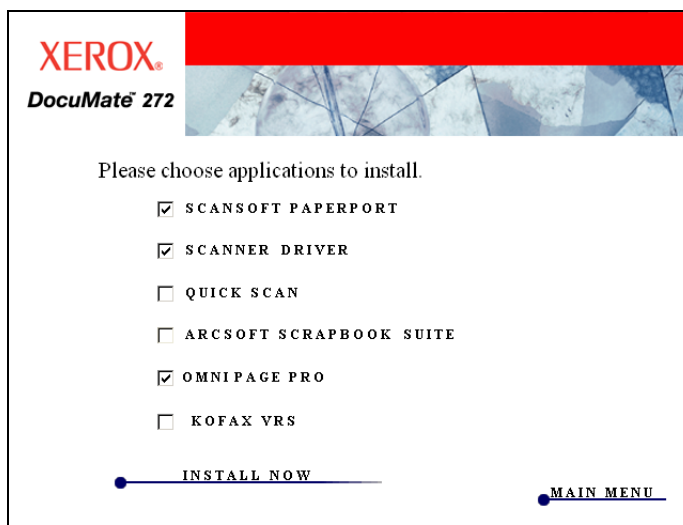 XEROX®
DocuMate™ 272
Please choose applications to install.
SCANSOFT PAPERPORT
SCANNER DRIVER
QUICK SCAN
ARCSOFT SCRAPBOOK SUITE
OMNIPAGE PRO
KOFAX VRS
INSTALL NOW
MAIN MENU